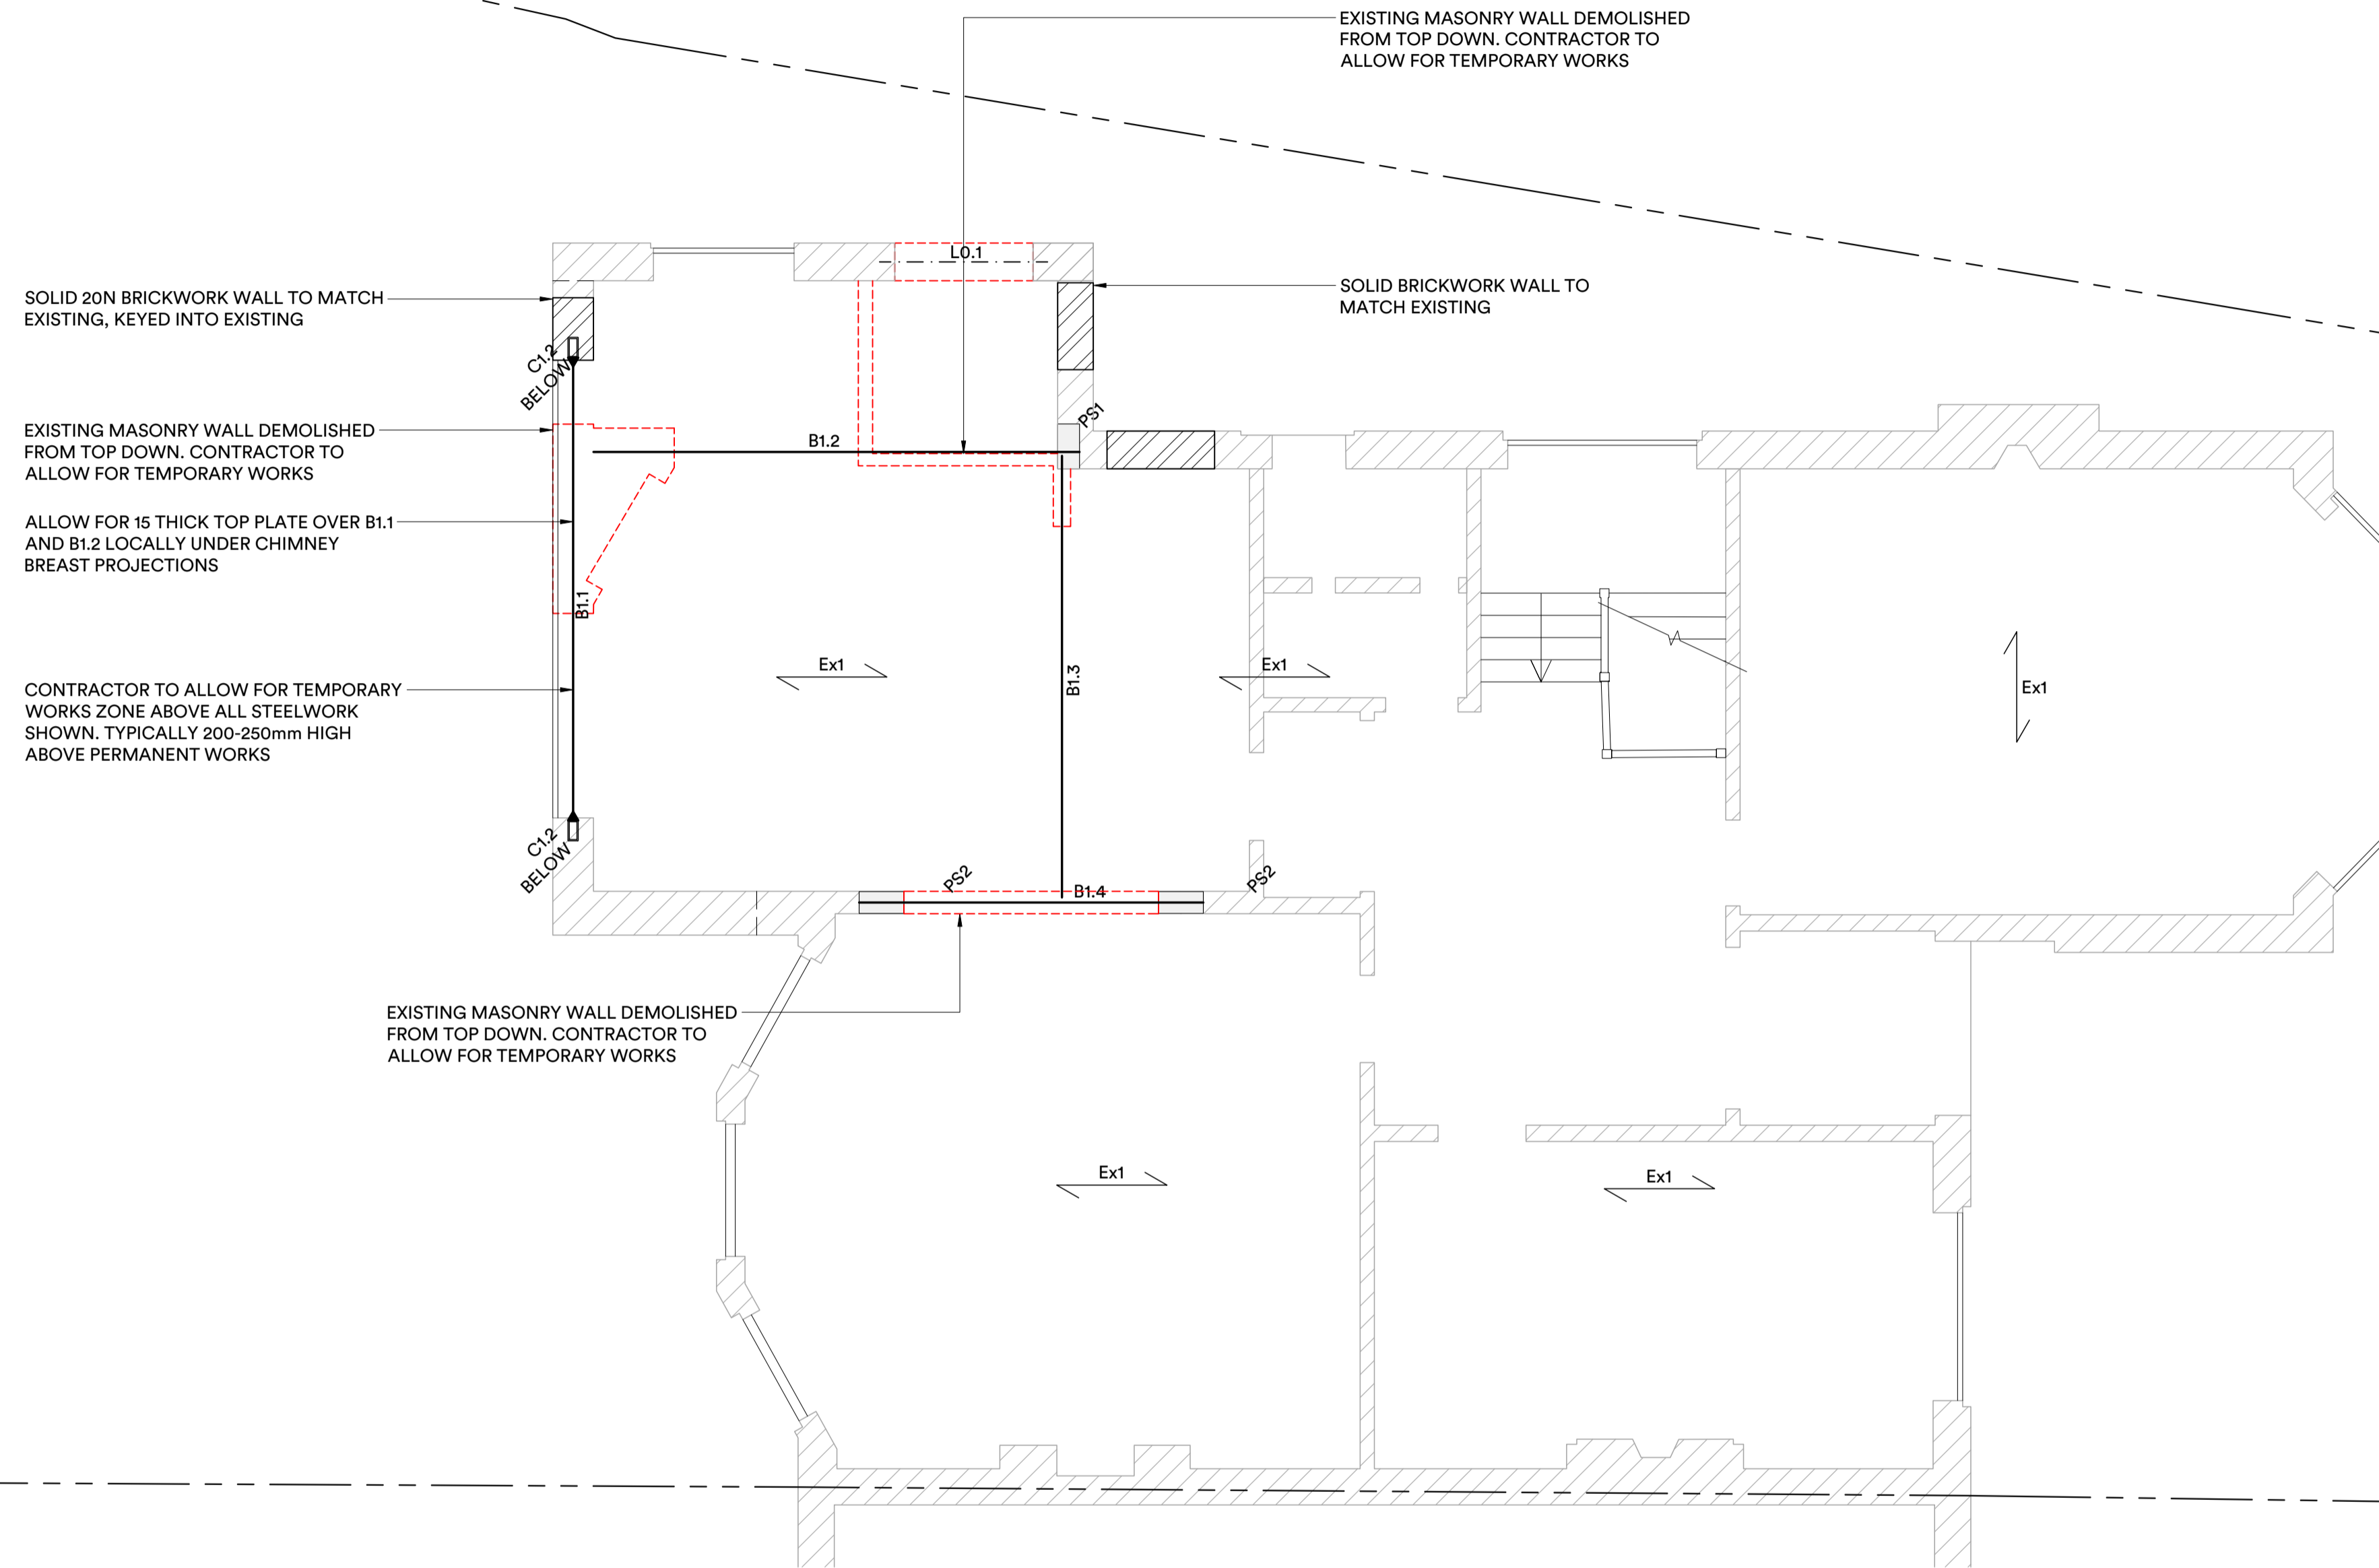 EXISTING MASONRY WALL DEMOLISHED
FROM TOP DOWN. CONTRACTOR TO
ALLOW FOR TEMPORARY WORKS
L0.1
SOLID 20N BRICKWORK WALL TO MATCH
EXISTING, KEYED INTO EXISTING
SOLID BRICKWORK WALL TO
MATCH EXISTING
C1.2
BELOW
PS1
EXISTING MASONRY WALL DEMOLISHED
FROM TOP DOWN. CONTRACTOR TO
ALLOW FOR TEMPORARY WORKS
B1.2
ALLOW FOR 15 THICK TOP PLATE OVER B1.1
AND B1.2 LOCALLY UNDER CHIMNEY
BREAST PROJECTIONS
B1.1
Ex1
B1.3
Ex1
Ex1
CONTRACTOR TO ALLOW FOR TEMPORARY
WORKS ZONE ABOVE ALL STEELWORK
SHOWN. TYPICALLY 200-250mm HIGH
ABOVE PERMANENT WORKS
C1.2
BELOW
PS2
B1.4
PS2
EXISTING MASONRY WALL DEMOLISHED
FROM TOP DOWN. CONTRACTOR TO
ALLOW FOR TEMPORARY WORKS
Ex1
Ex1